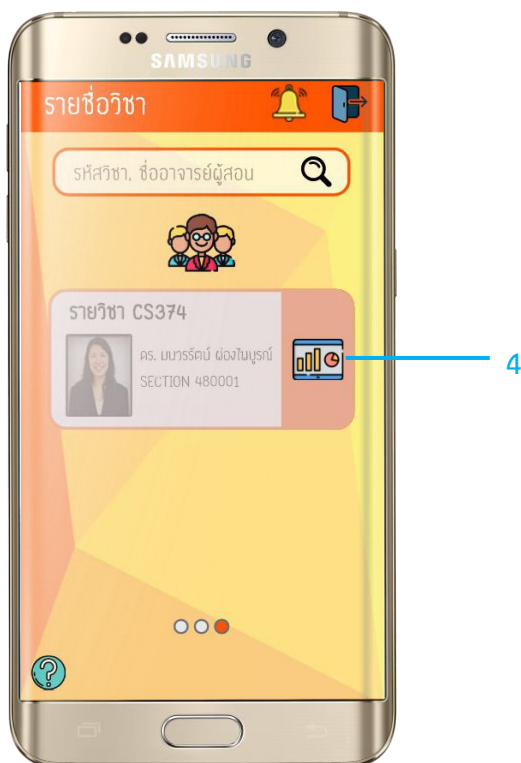 SAMSUNG
รายชื่อวิชา
รหัสวิชา, ชื่ออาจารย์ผู้สอน
รายวิชา CS374
ดร. มนวรรัตน์ ผ่องไพบูรณ์
SECTION 480001
4
?